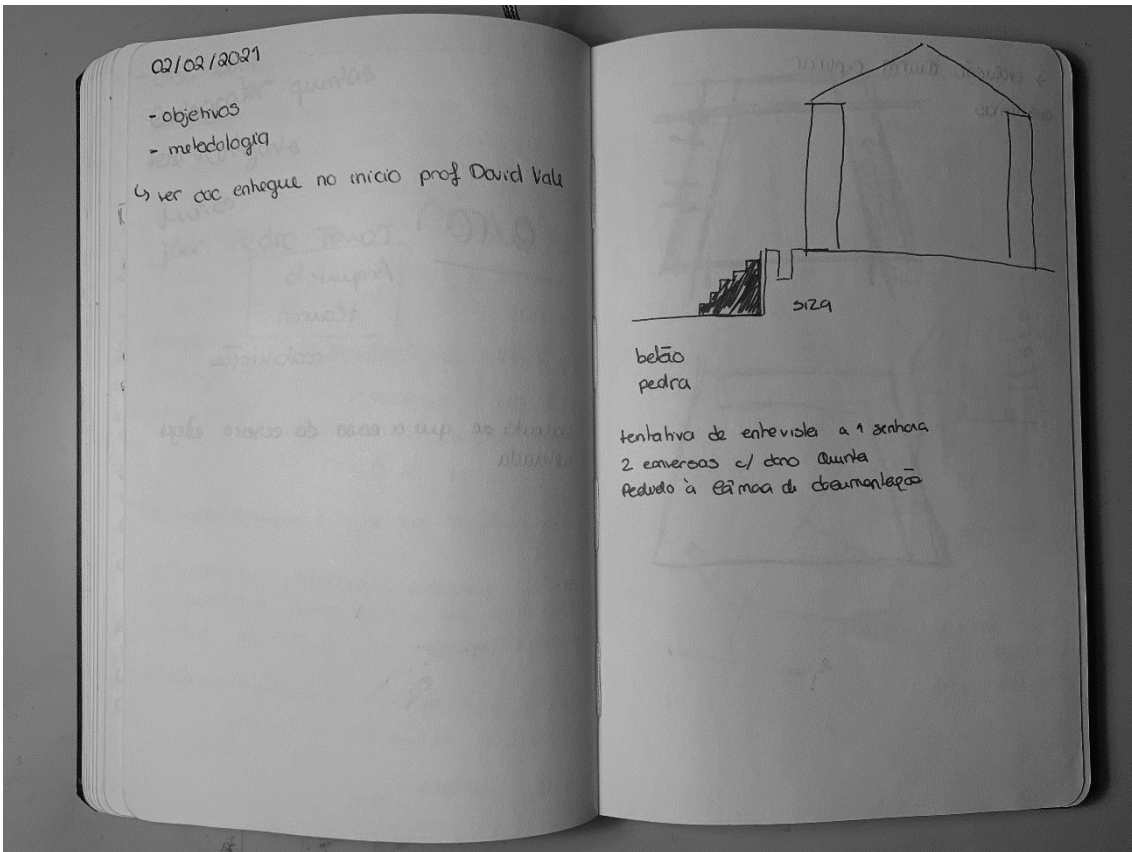 02/02/2021
- objetivos
- metodologia
↳ ver doc entregue no inicio prof David Vale
siza
betão
pedra
tentativa de entrevista a 1 senhora
2 conversas c/ dono Quinta
Pedido à Câmara de documentação